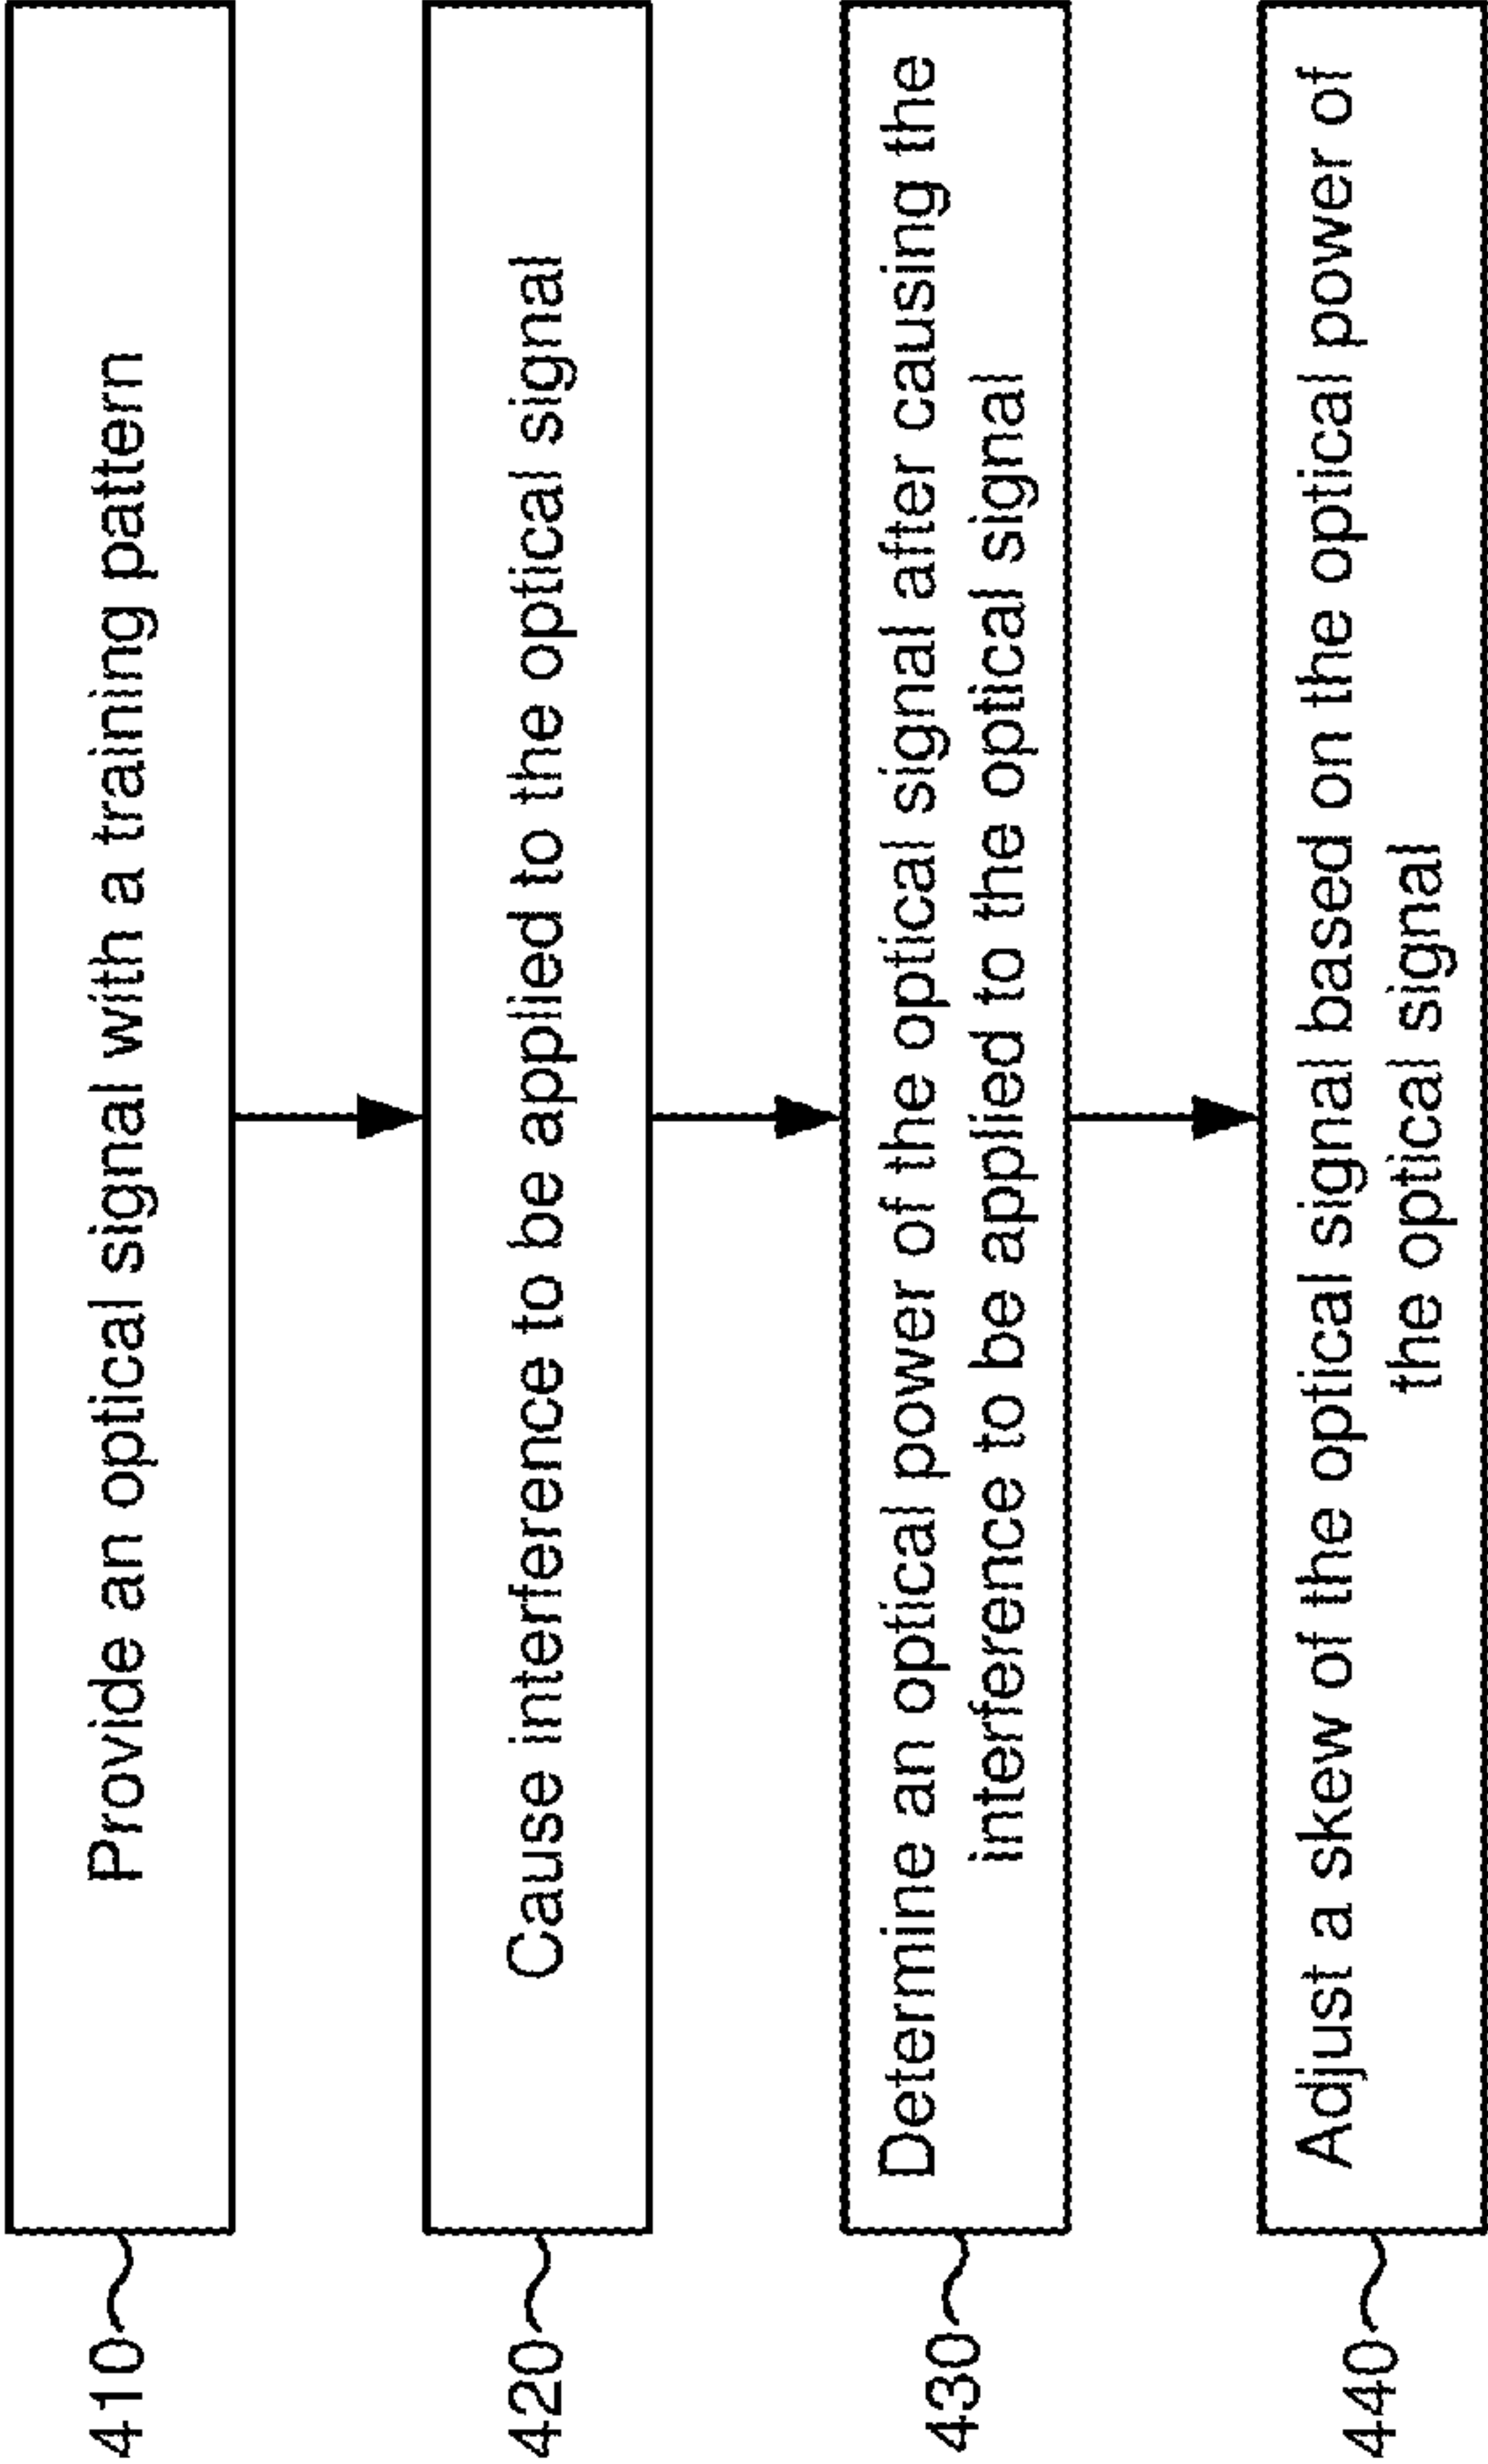 410
Provide an optical signal with a training pattern
420
Cause interference to be applied to the optical signal
430
Determine an optical power of the optical signal after causing the
interference to be applied to the optical signal
440
Adjust a skew of the optical signal based on the optical power of
the optical signal